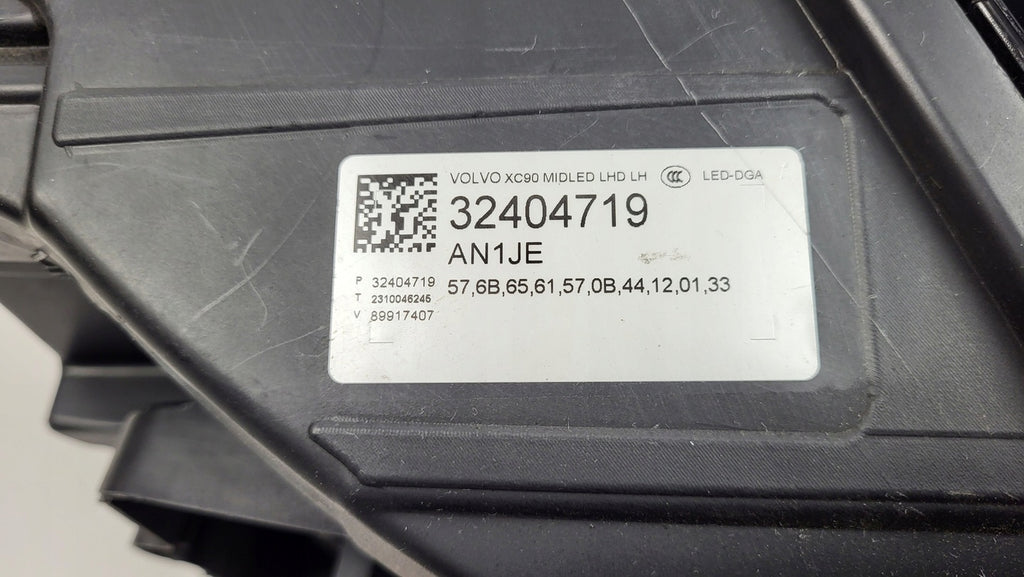 VOLVO XC90 MIDLED LHD LH CCC LED-DGA
32404719
AN1JE
57,6B,65,61,57,0B,44,12,01,33
P 32404719
T 2310046245
V 89917407